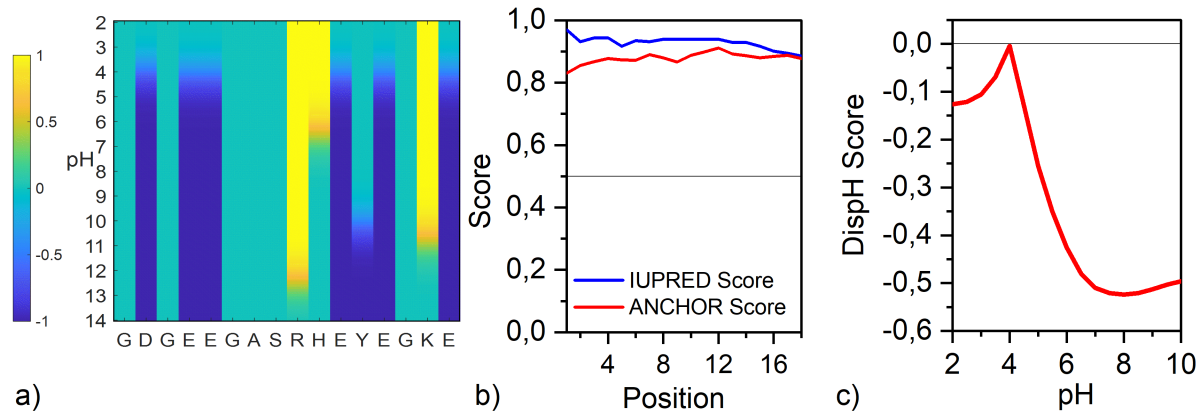 1
0.5
0
-0.5
-1
pH
2
3
4
5
6
7
8
9
10
11
12
13
14
G D G E E G A S R H E Y E G K E
a)
Score
1,0
0,8
0,6
0,4
0,2
0,0
IUPRED Score
ANCHOR Score
4 8 12 16
Position
b)
DispH Score
0,0
-0,1
-0,2
-0,3
-0,4
-0,5
-0,6
2 4 6 8 10
pH
c)